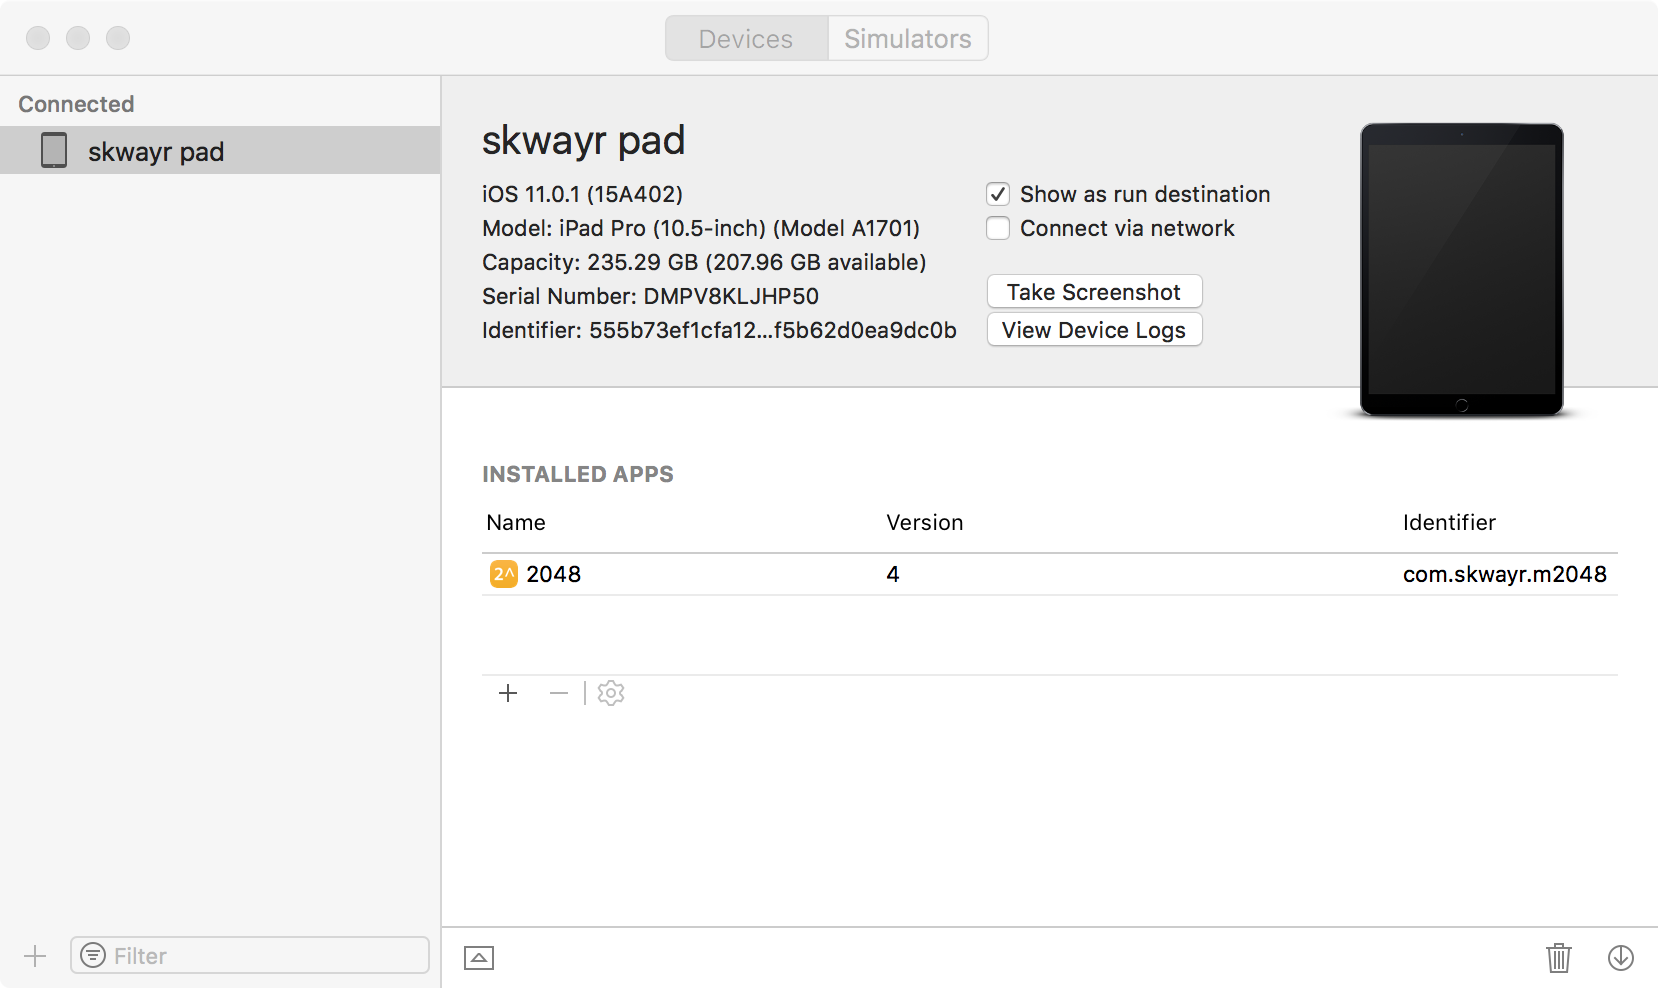 Devices
Simulators
Connected
skwayr pad
skwayr pad
iOS 11.0.1 (15A402)
Model: iPad Pro (10.5-inch) (Model A1701)
Capacity: 235.29 GB (207.96 GB available)
Serial Number: DMPV8KLJHP50
Identifier: 555b73ef1cfa12...f5b62d0ea9dc0b
Show as run destination
Connect via network
Take Screenshot
View Device Logs
INSTALLED APPS
Name Version Identifier
2^ 2048 4 com.skwayr.m2048
Filter